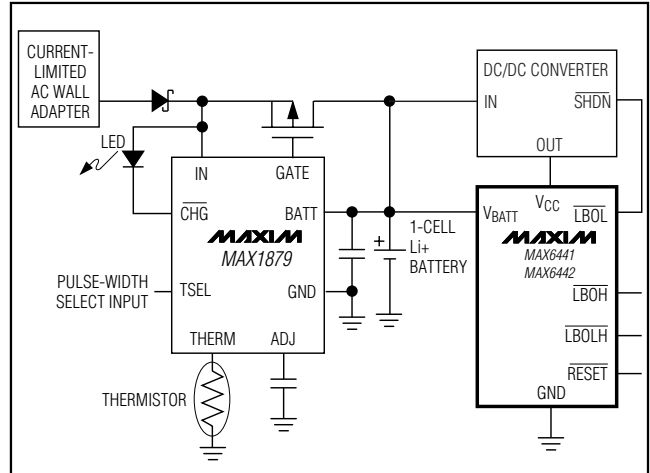 CURRENT-
LIMITED
AC WALL
ADAPTER
LED
IN
GATE
CHG
BATT
MAXIM
MAX1879
PULSE-WIDTH
SELECT INPUT
TSEL
GND
THERM
ADJ
THERMISTOR
+
1-CELL
Li+
BATTERY
DC/DC CONVERTER
IN
SHDN
OUT
VBATT
VCC
LBOL
MAXIM
MAX6441
MAX6442
LBOH
LBOLH
RESET
GND